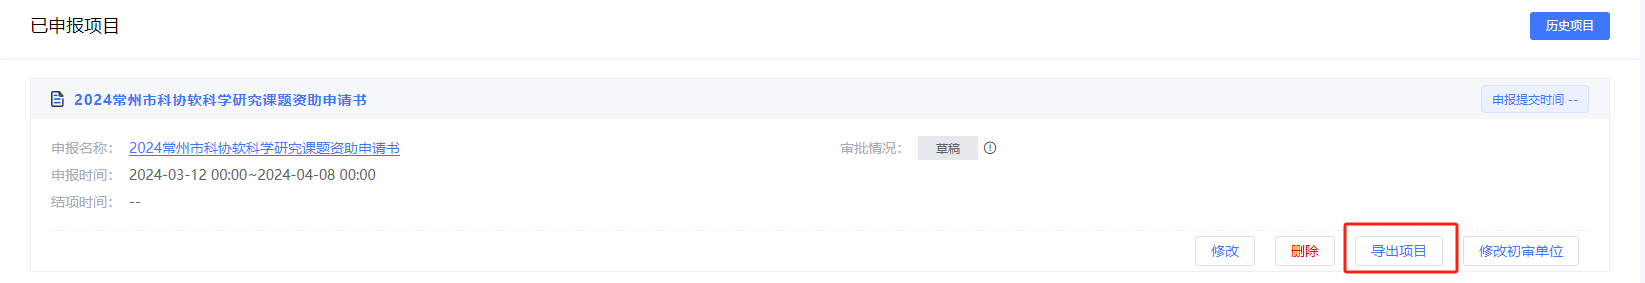 已申报项目
历史项目
2024常州市科协软科学研究课题资助申请书
申报提交时间 --
申报名称： 2024常州市科协软科学研究课题资助申请书
审批情况： 草稿
申报时间： 2024-03-12 00:00~2024-04-08 00:00
结项时间： --
修改 删除 导出项目 修改初审单位